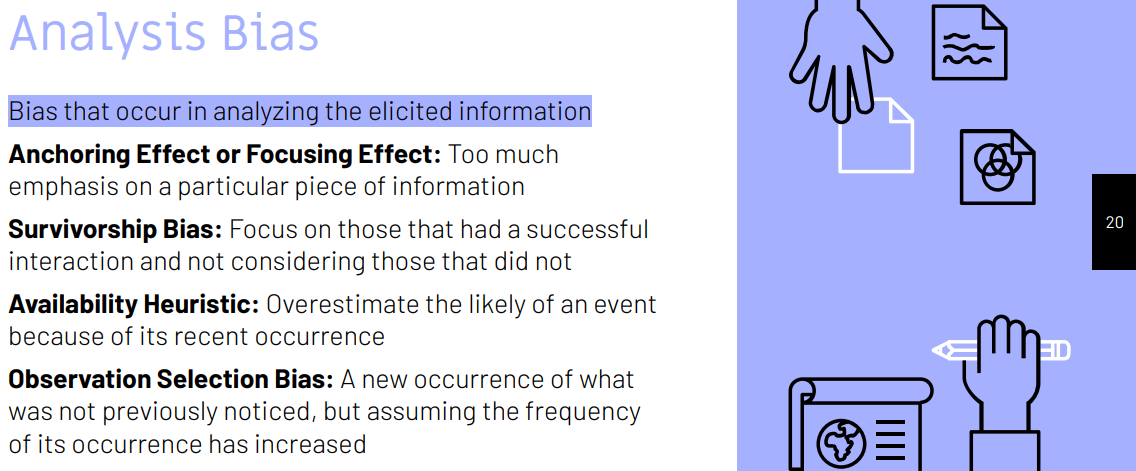 Analysis Bias
Bias that occur in analyzing the elicited information
Anchoring Effect or Focusing Effect: Too much
emphasis on a particular piece of information
Survivorship Bias: Focus on those that had a successful
interaction and not considering those that did not
Availability Heuristic: Overestimate the likely of an event
because of its recent occurrence
Observation Selection Bias: A new occurrence of what
was not previously noticed, but assuming the frequency
of its occurrence has increased
20